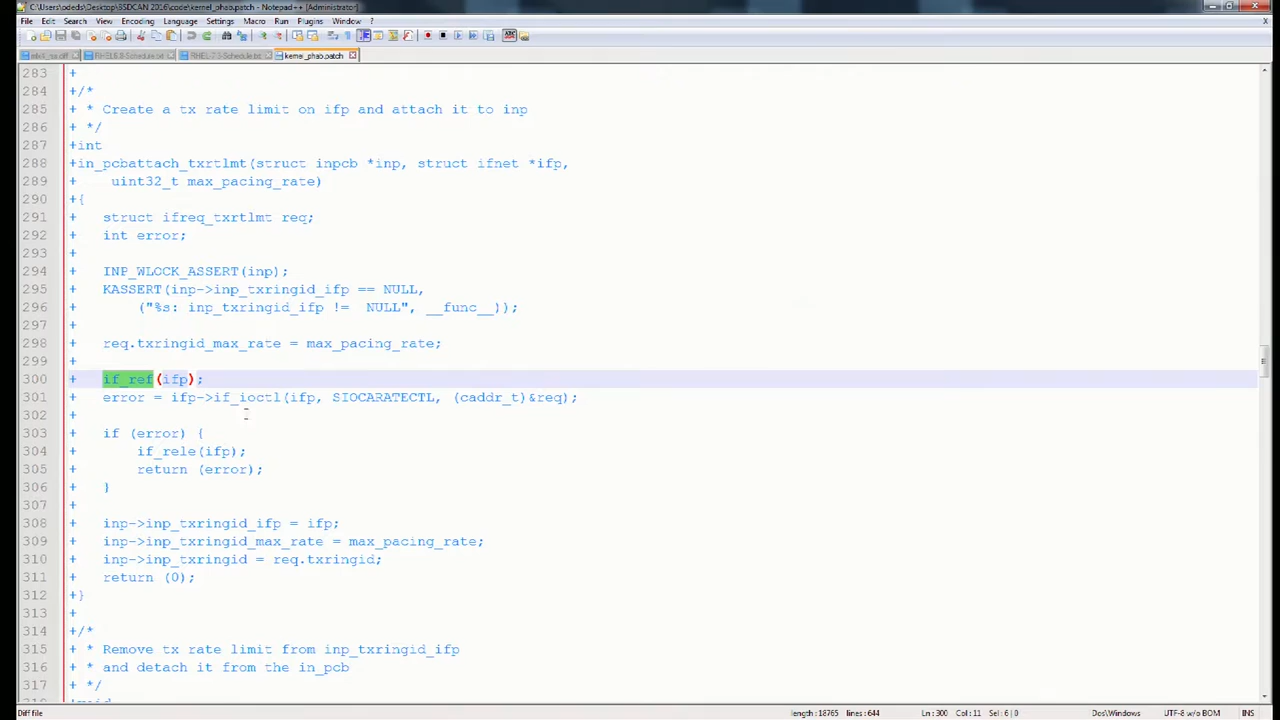 C:\Users\odeds\Desktop\BSDCAN 2016\code\kernel_phab.patch - Notepad++ [Administrator]
File Edit Search View Encoding Language Settings Macro Run Plugins Window ?
kernel_phab.patch
283 +
284 +/*
285 + * Create a tx rate limit on ifp and attach it to inp
286 + */
287 +int
288 +in_pcbattach_txrtlmt(struct inpcb *inp, struct ifnet *ifp,
289 + uint32_t max_pacing_rate)
290 +{
291 + struct ifreq_txrtlmt req;
292 + int error;
293 +
294 + INP_WLOCK_ASSERT(inp);
295 + KASSERT(inp->inp_txringid_ifp == NULL,
296 + ("%s: inp_txringid_ifp != NULL", __func__));
297 +
298 + req.txringid_max_rate = max_pacing_rate;
299 +
300 + if_ref(ifp);
301 + error = ifp->if_ioctl(ifp, SIOCARATECTL, (caddr_t)&req);
302 +
303 + if (error) {
304 + if_rele(ifp);
305 + return (error);
306 + }
307 +
308 + inp->inp_txringid_ifp = ifp;
309 + inp->inp_txringid_max_rate = max_pacing_rate;
310 + inp->inp_txringid = req.txringid;
311 + return (0);
312 +}
313 +
314 +/*
315 + * Remove tx rate limit from inp_txringid_ifp
316 + * and detach it from the in_pcb
317 + */
Diff file length : 18765 lines : 644 Ln : 300 Col : 11 Sel : 6 | 0 Dos\Windows UTF-8 w/o BOM INS